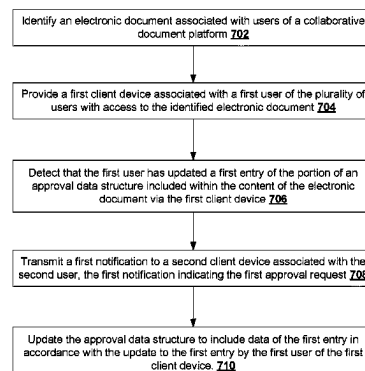 Identify an electronic document associated with users of a collaborative
document platform 702
Provide a first client device associated with a first user of the plurality of
users with access to the identified electronic document 704
Detect that the first user has updated a first entry of the portion of an
approval data structure included within the content of the electronic
document via the first client device 706
Transmit a first notification to a second client device associated with the
second user, the first notification indicating the first approval request 708
Update the approval data structure to include data of the first entry in
accordance with the update to the first entry by the first user of the first
client device. 710